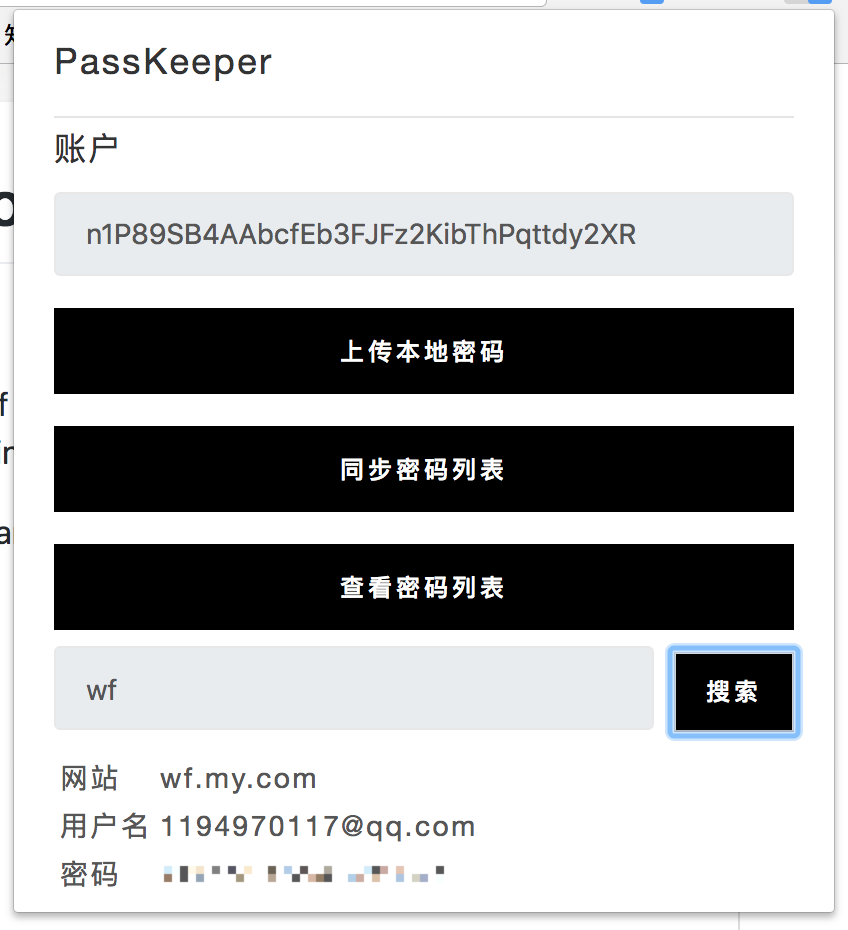 PassKeeper
账户
n1P89SB4AAbcfEb3FJFz2KibThPqttdy2XR
上传本地密码
同步密码列表
查看密码列表
wf 搜索
网站 wf.my.com
用户名 1194970117@qq.com
密码